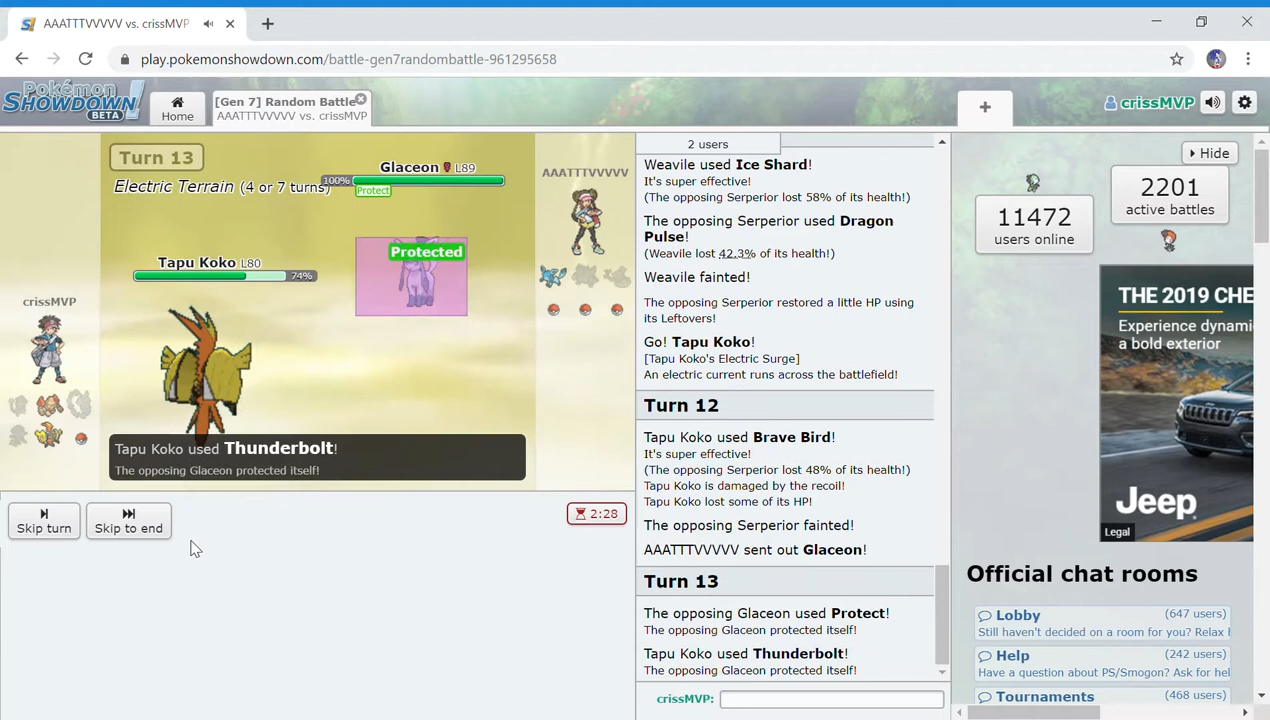 AAATTTVVVVV vs. crissMVP
play.pokemonshowdown.com/battle-gen7randombattle-961295658
Pokémon
SHOWDOWN!
BETA
Home
[Gen 7] Random Battle
AAATTTVVVVV vs. crissMVP
crissMVP
Turn 13
Electric Terrain (4 or 7 turns)
Glaceon L89
100%
Protect
Protected
Tapu Koko L80
74%
AAATTTVVVVV
crissMVP
Tapu Koko used Thunderbolt!
The opposing Glaceon protected itself!
Skip turn
Skip to end
2:28
2 users
Weavile used Ice Shard!
It's super effective!
(The opposing Serperior lost 58% of its health!)
The opposing Serperior used Dragon
Pulse!
(Weavile lost 42.3% of its health!)
Weavile fainted!
The opposing Serperior restored a little HP using
its Leftovers!
Go! Tapu Koko!
[Tapu Koko's Electric Surge]
An electric current runs across the battlefield!
Turn 12
Tapu Koko used Brave Bird!
It's super effective!
(The opposing Serperior lost 48% of its health!)
Tapu Koko is damaged by the recoil!
Tapu Koko lost some of its HP!
The opposing Serperior fainted!
AAATTTVVVVV sent out Glaceon!
Turn 13
The opposing Glaceon used Protect!
The opposing Glaceon protected itself!
Tapu Koko used Thunderbolt!
The opposing Glaceon protected itself!
crissMVP:
Hide
11472
users online
2201
active battles
THE 2019 CHE
Experience dynami
a bold exterior
Jeep
Legal
Official chat rooms
Lobby (647 users)
Still haven't decided on a room for you? Relax
Help (242 users)
Have a question about PS/Smogon? Ask for hel
Tournaments (468 users)